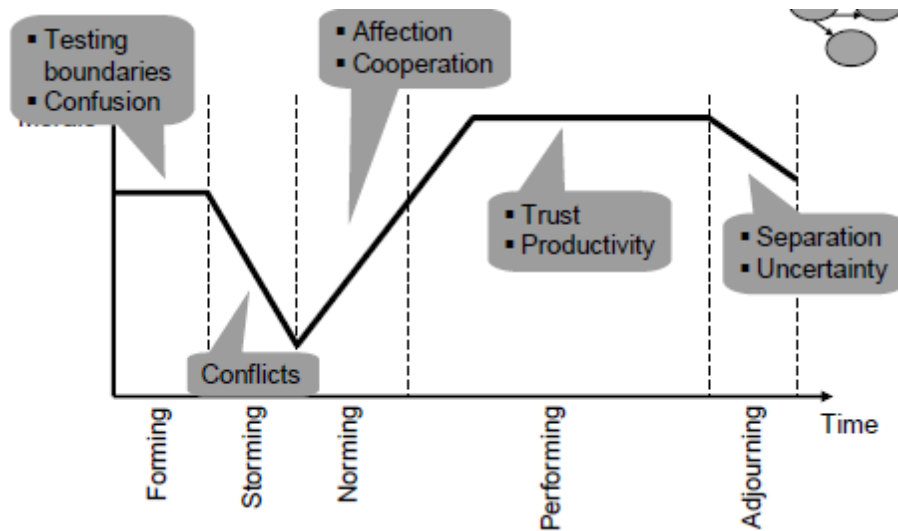 ▪ Testing
boundaries
▪ Confusion
▪ Affection
▪ Cooperation
▪ Trust
▪ Productivity
▪ Separation
▪ Uncertainty
Conflicts
Time
Forming
Storming
Norming
Performing
Adjourning